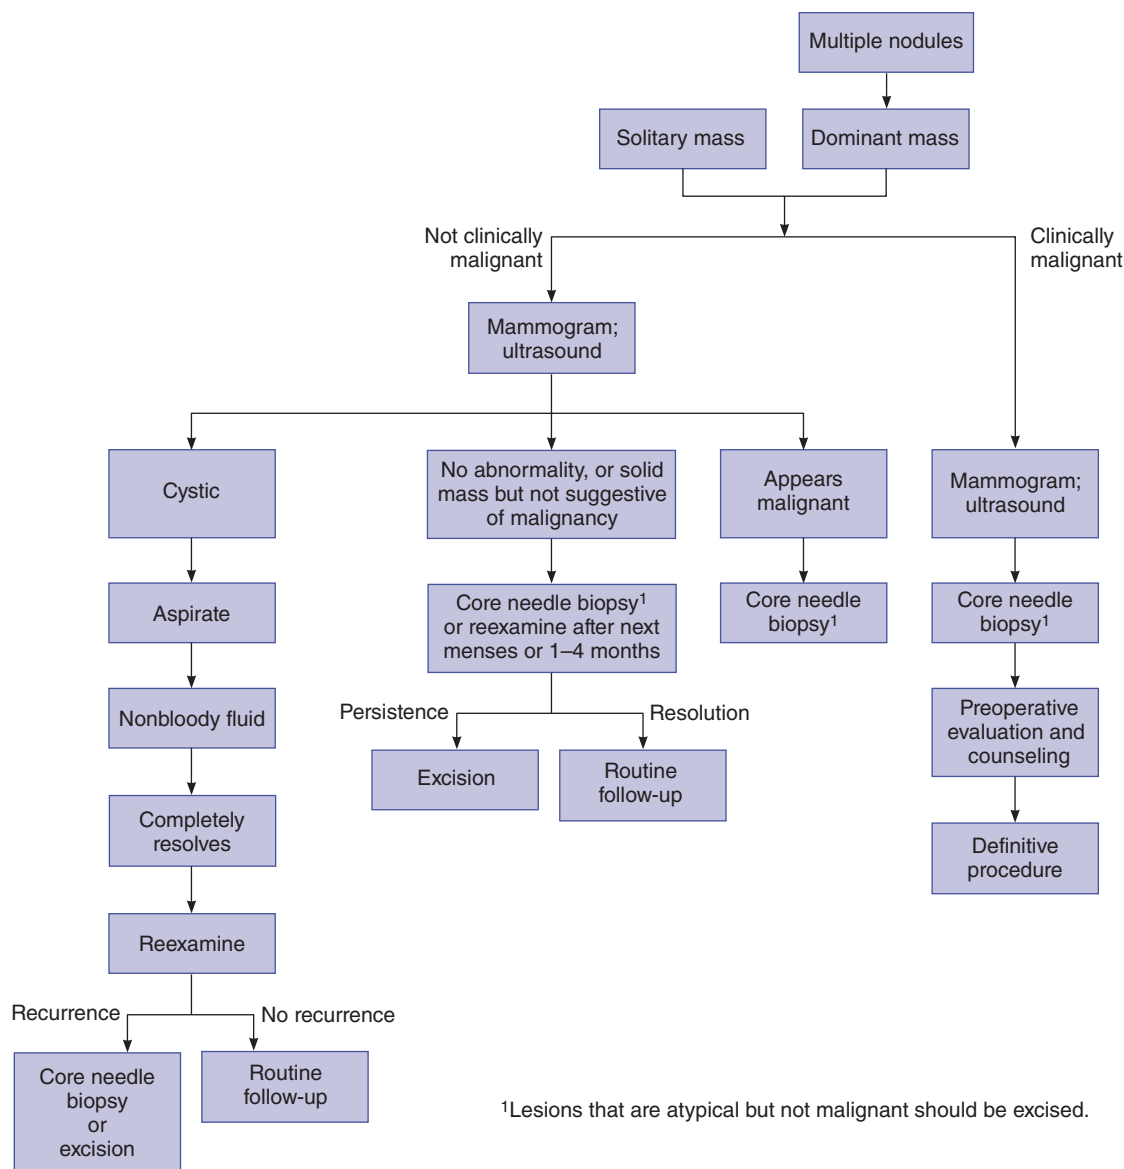 Multiple nodules
Solitary mass
Dominant mass
Not clinically
malignant
Clinically
malignant
Mammogram;
ultrasound
Cystic
No abnormality, or solid
mass but not suggestive
of malignancy
Appears
malignant
Mammogram;
ultrasound
Aspirate
Core needle biopsy¹
or reexamine after next
menses or 1–4 months
Core needle
biopsy¹
Core needle
biopsy¹
Nonbloody fluid
Persistence
Resolution
Preoperative
evaluation and
counseling
Excision
Routine
follow-up
Completely
resolves
Definitive
procedure
Reexamine
Recurrence
No recurrence
Core needle
biopsy
or
excision
Routine
follow-up
¹Lesions that are atypical but not malignant should be excised.